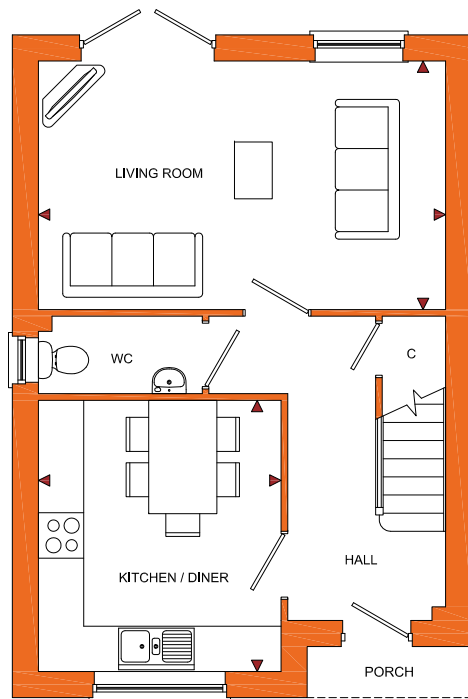 LIVING ROOM
WC
C
HALL
KITCHEN / DINER
PORCH